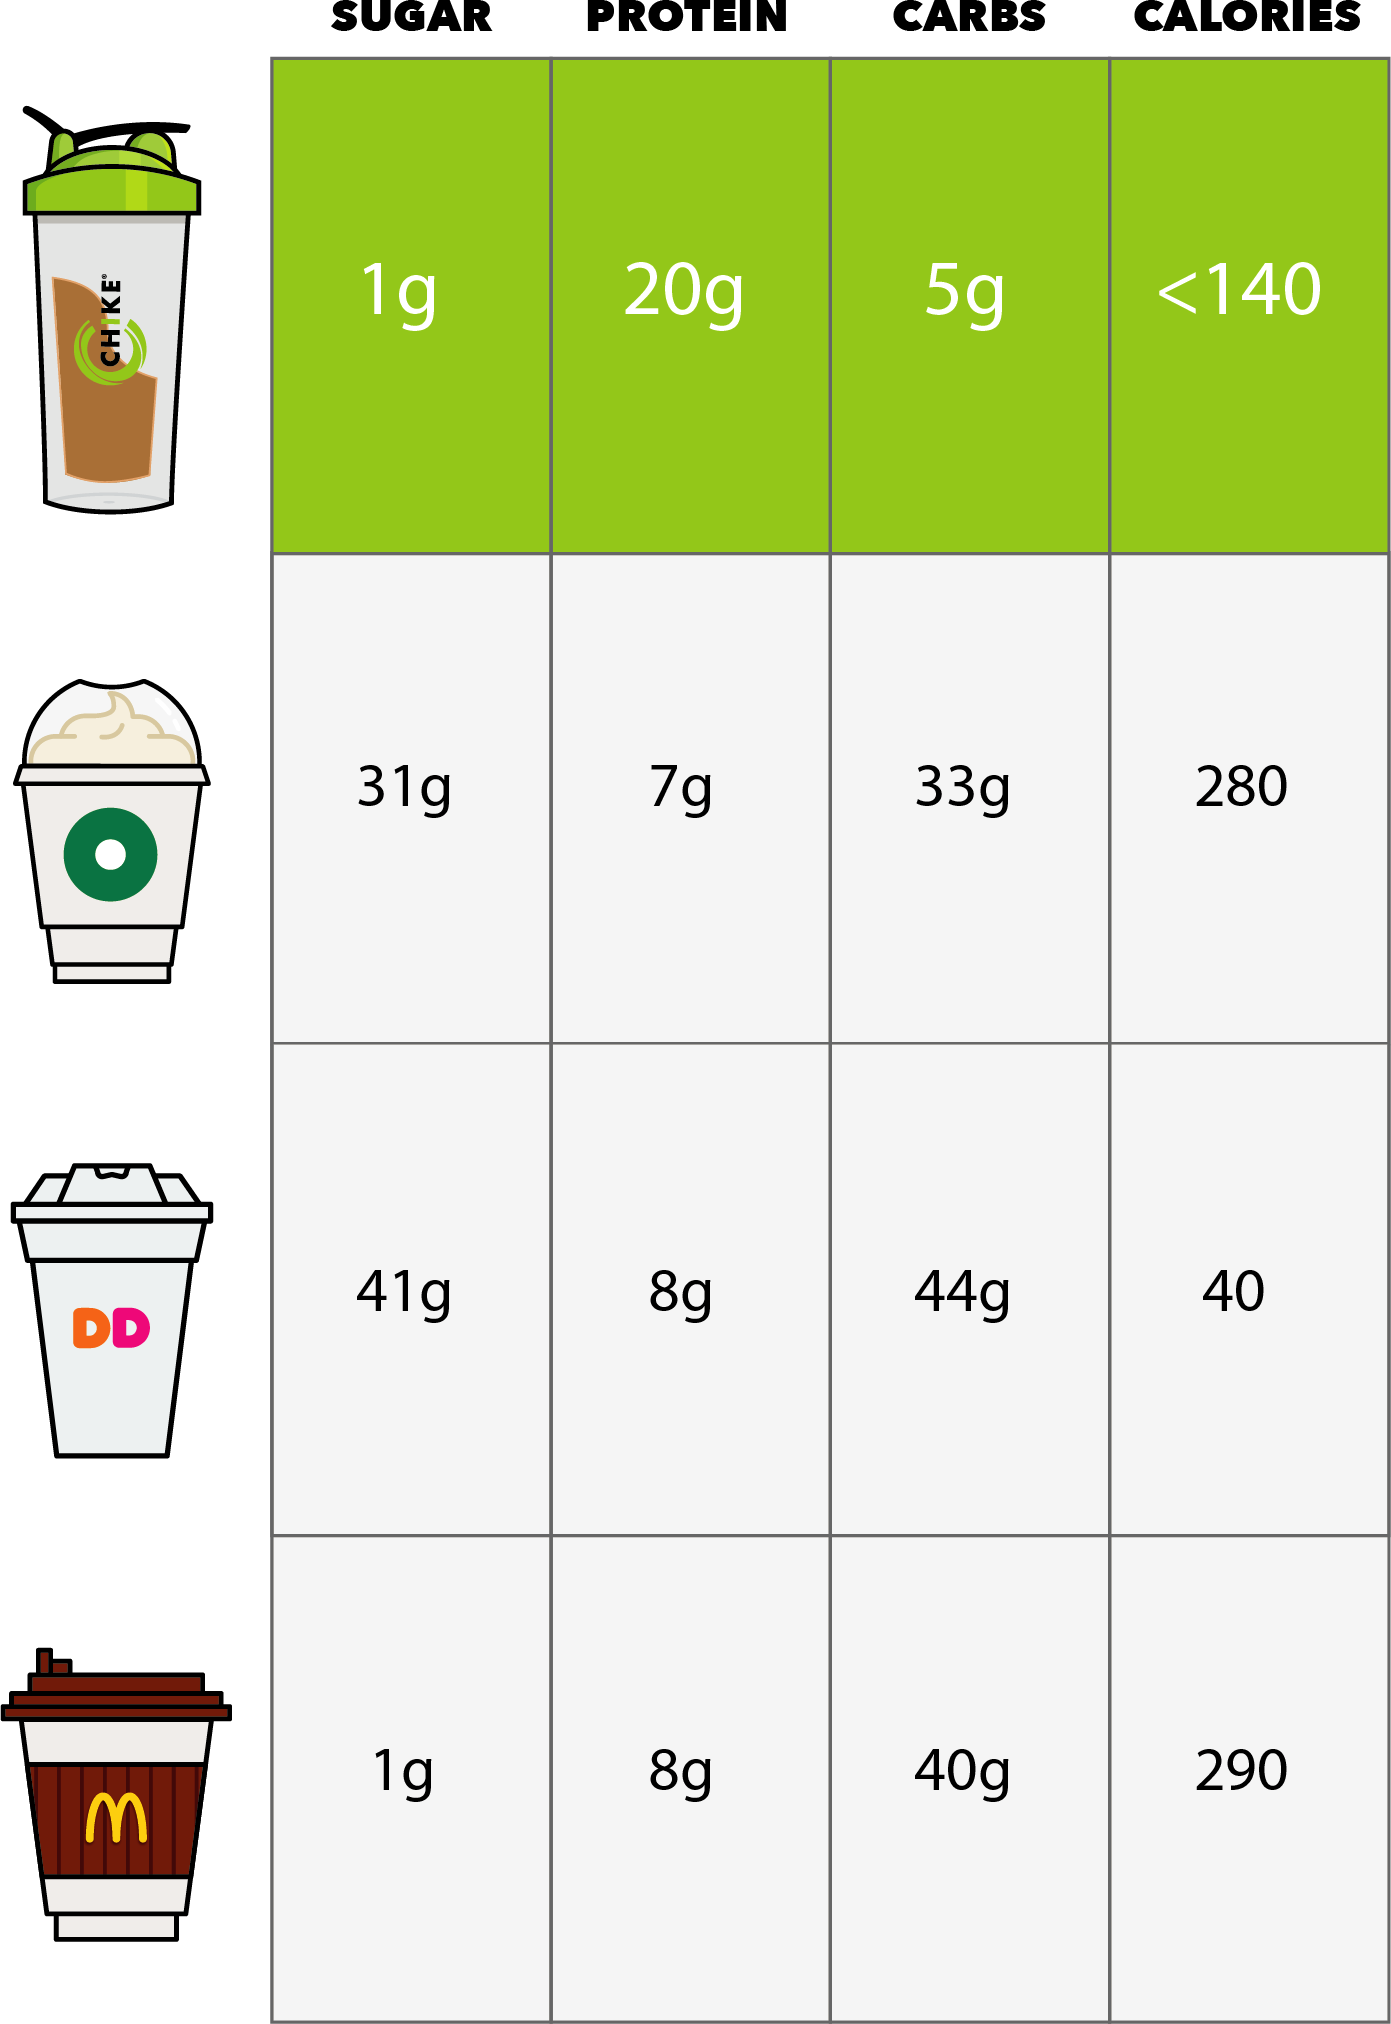 SUGAR PROTEIN CARBS CALORIES
CHIKE®
1g 20g 5g <140
31g 7g 33g 280
41g 8g 44g 40
DD
1g 8g 40g 290
M